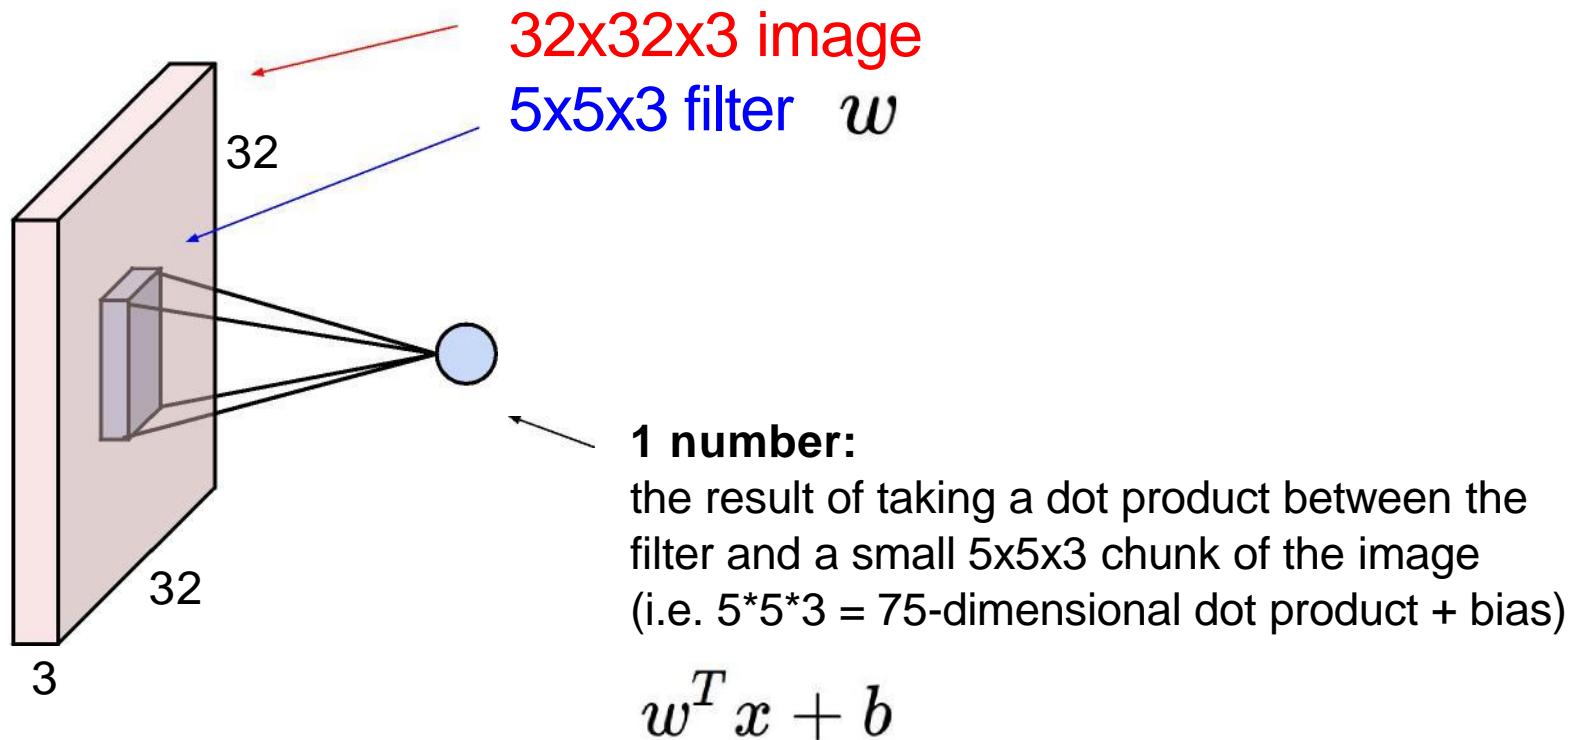 32x32x3 image
5x5x3 filter w
32
32
3
1 number:
the result of taking a dot product between the
filter and a small 5x5x3 chunk of the image
(i.e. 5*5*3 = 75-dimensional dot product + bias)
w^T x + b